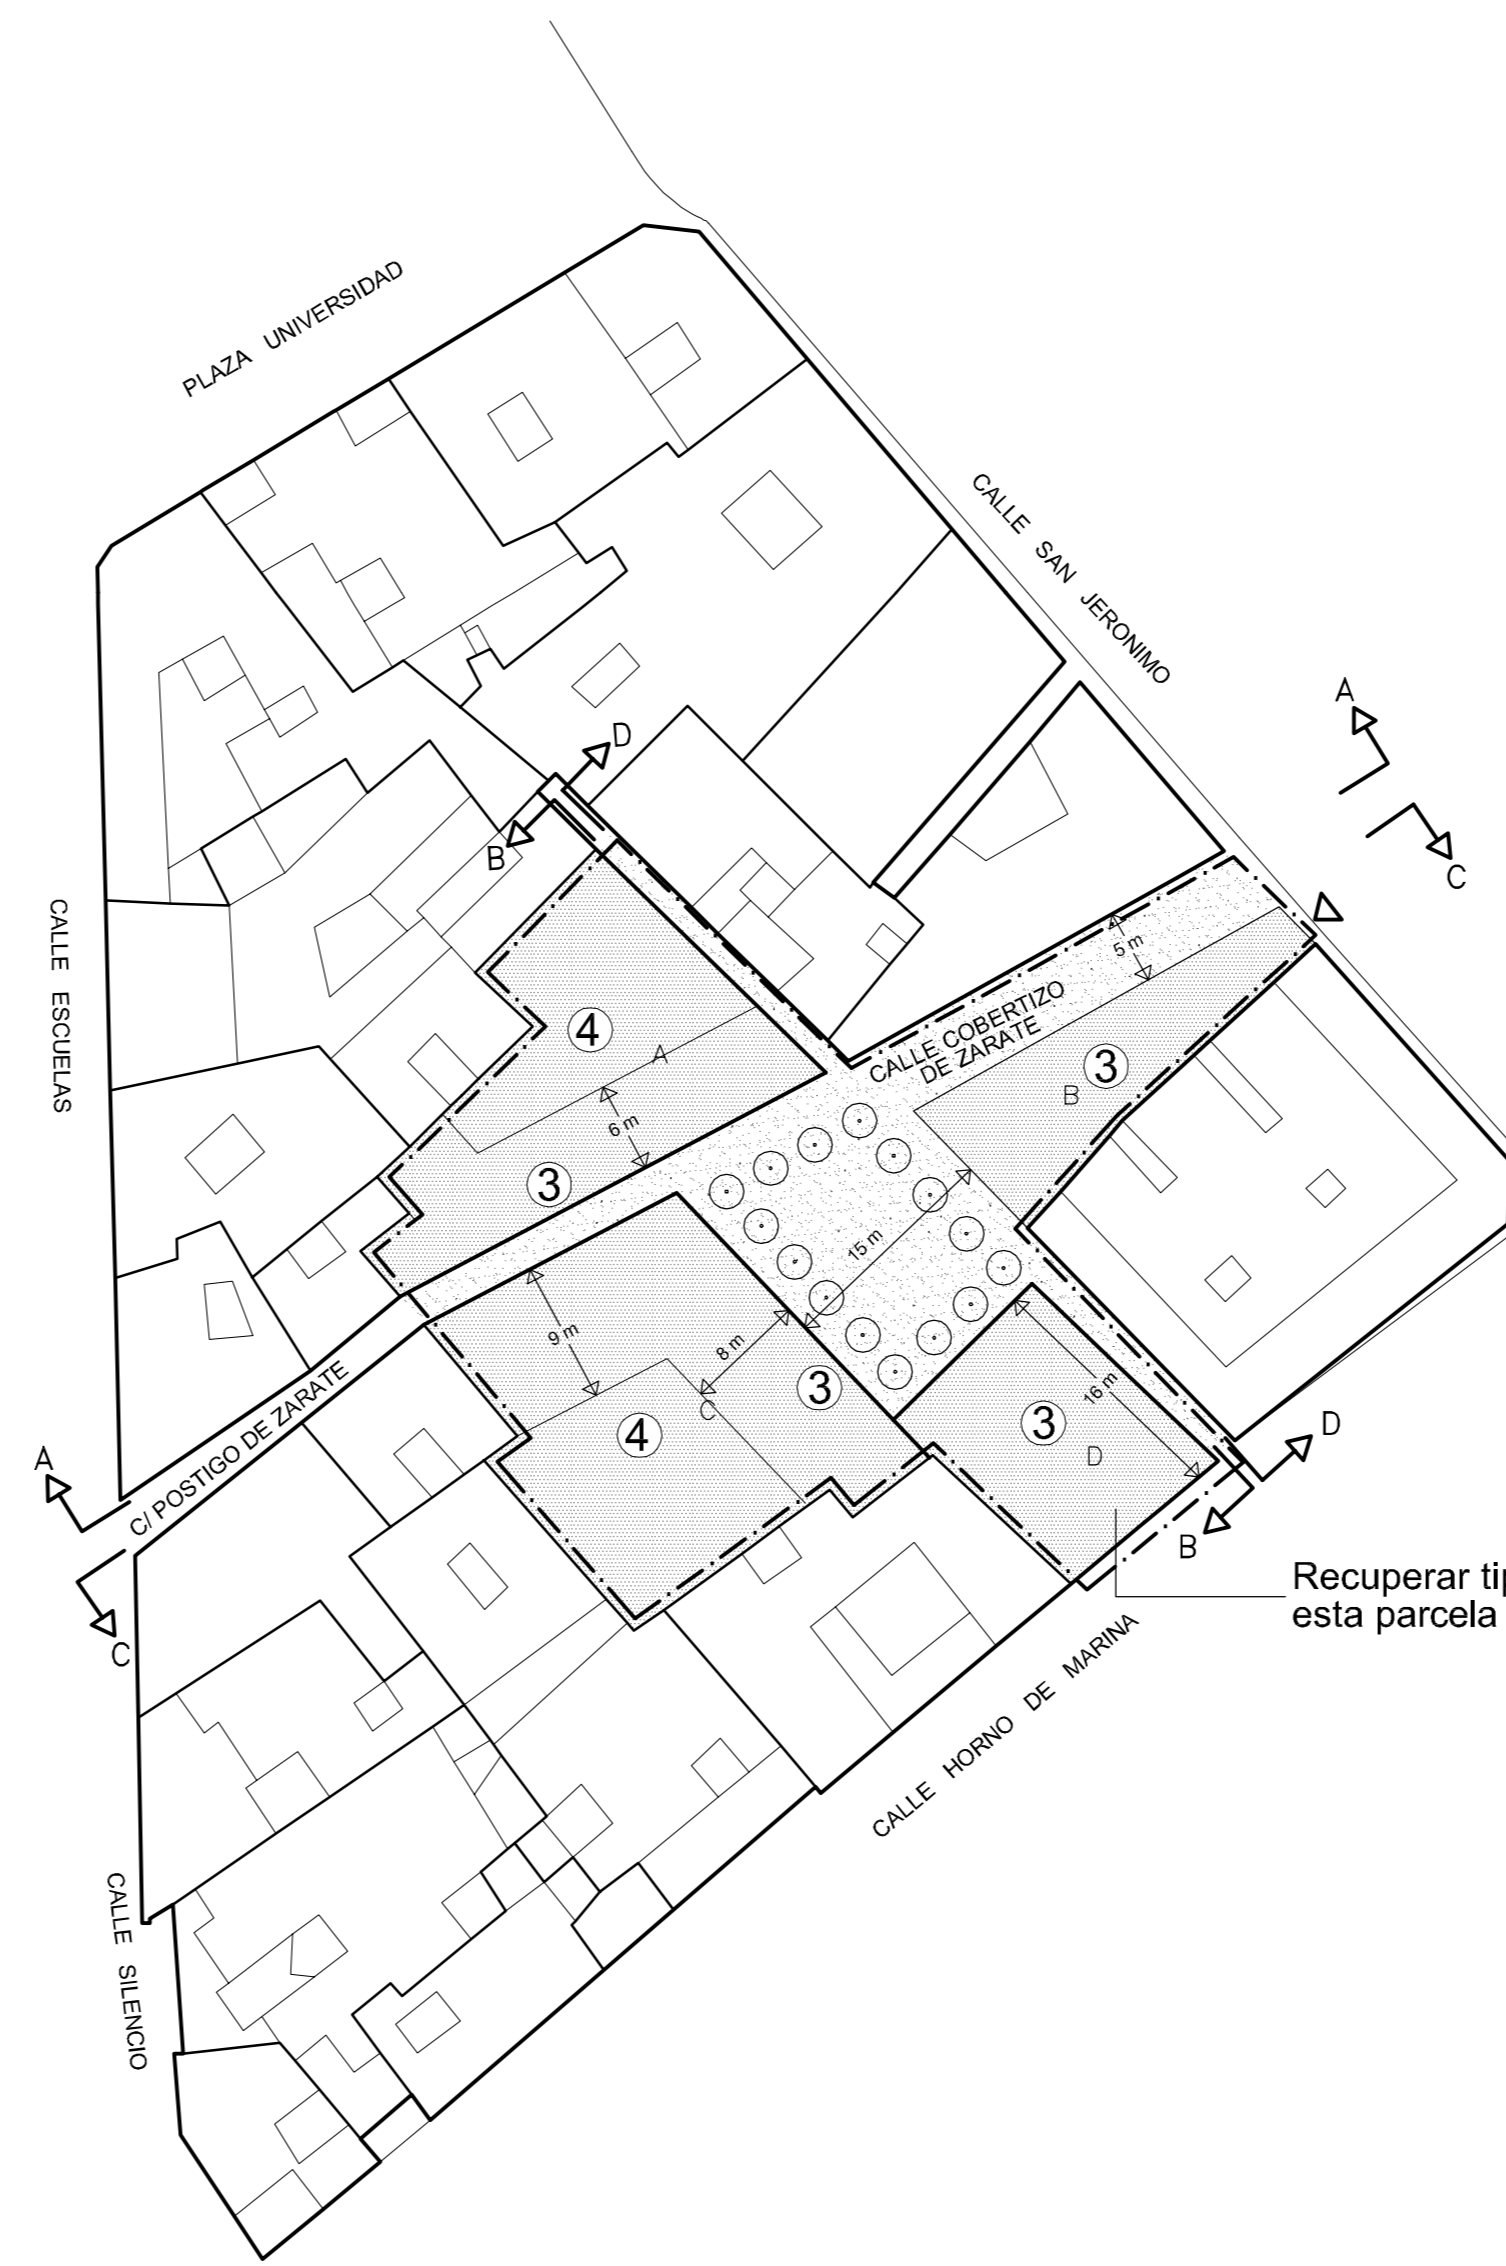 PLAZA UNIVERSIDAD
CALLE SAN JERONIMO
A
C
D
B
CALLE ESCUELAS
4
A
5 m
CALLE COBERTIZO
DE ZARATE
3
B
6 m
3
15 m
9 m
8 m
3
C
4
16 m
3
D
C/ POSTIGO DE ZARATE
A
C
D
B
Recuperar tip
esta parcela
CALLE HORNO DE MARINA
CALLE SILENCIO